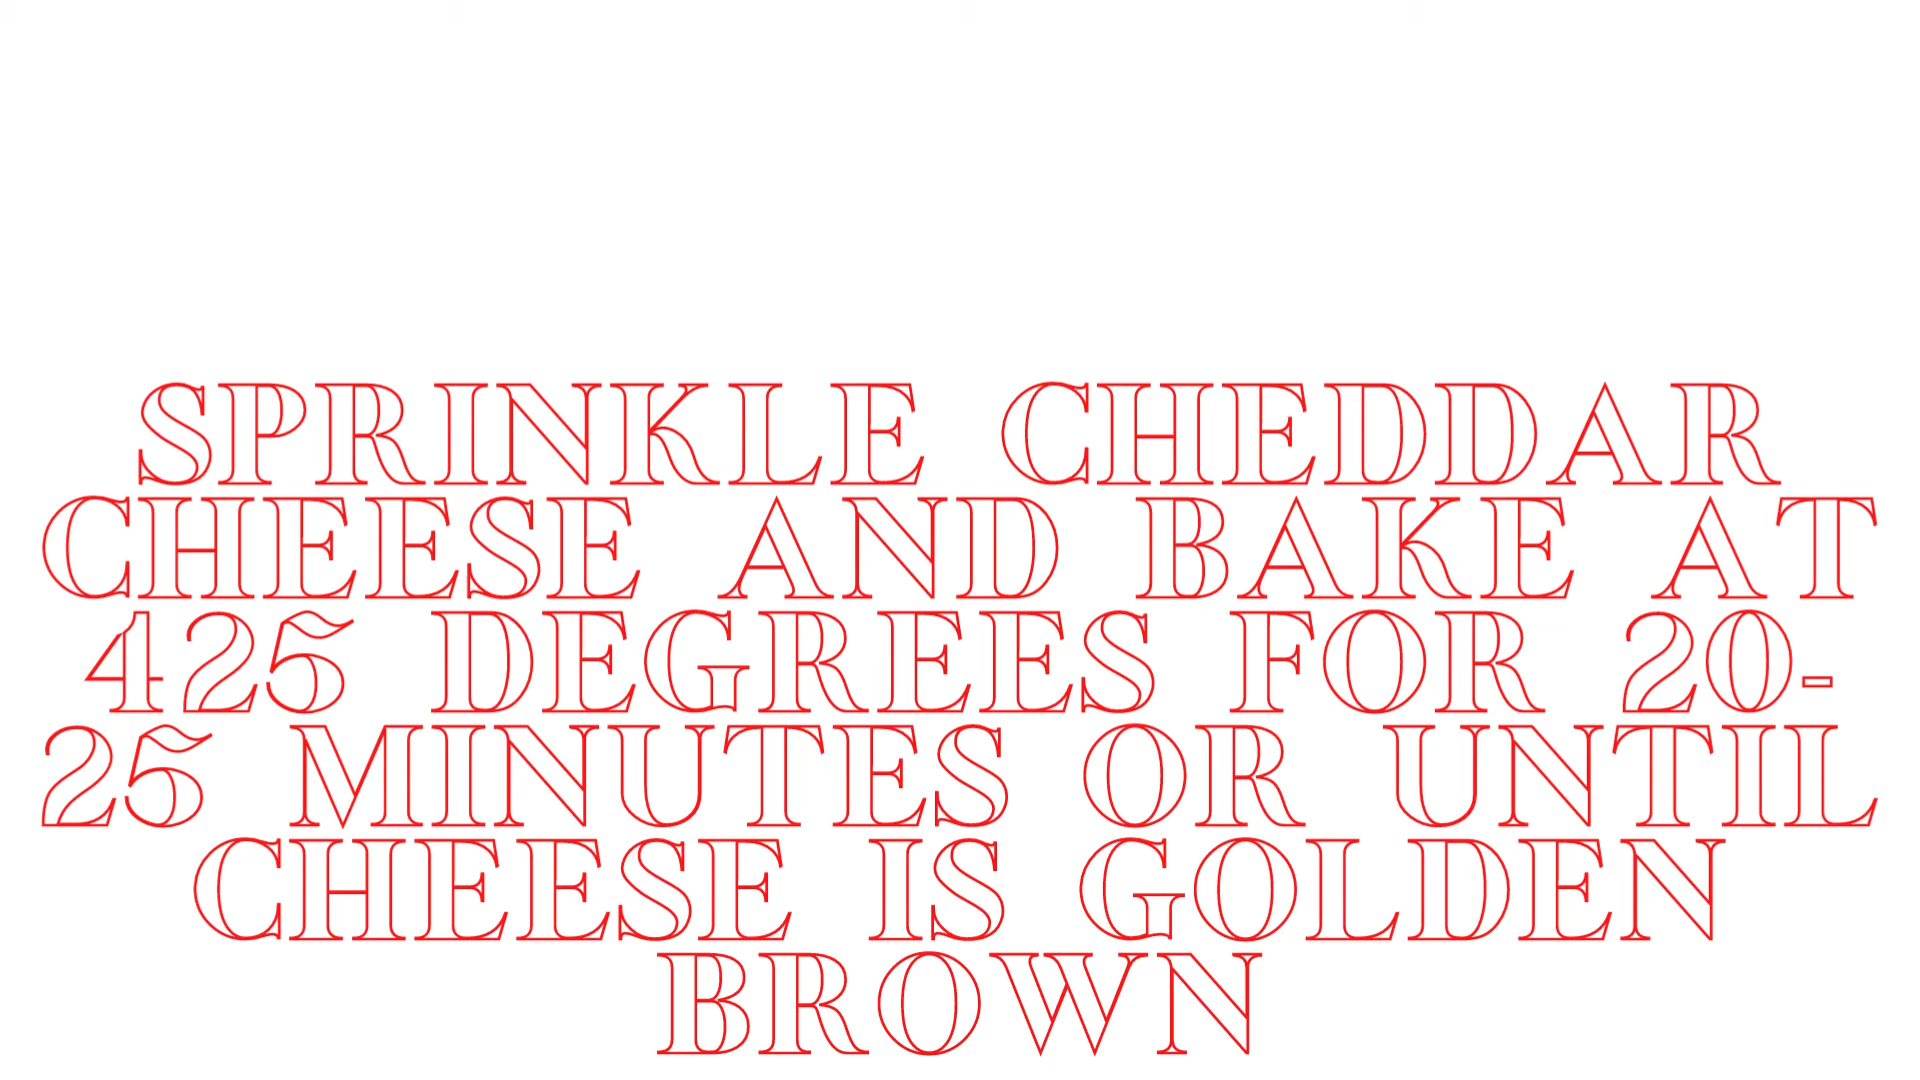 SPRINKLE CHEDDAR
CHEESE AND BAKE AT
425 DEGREES FOR 20-
25 MINUTES OR UNTIL
CHEESE IS GOLDEN
BROWN